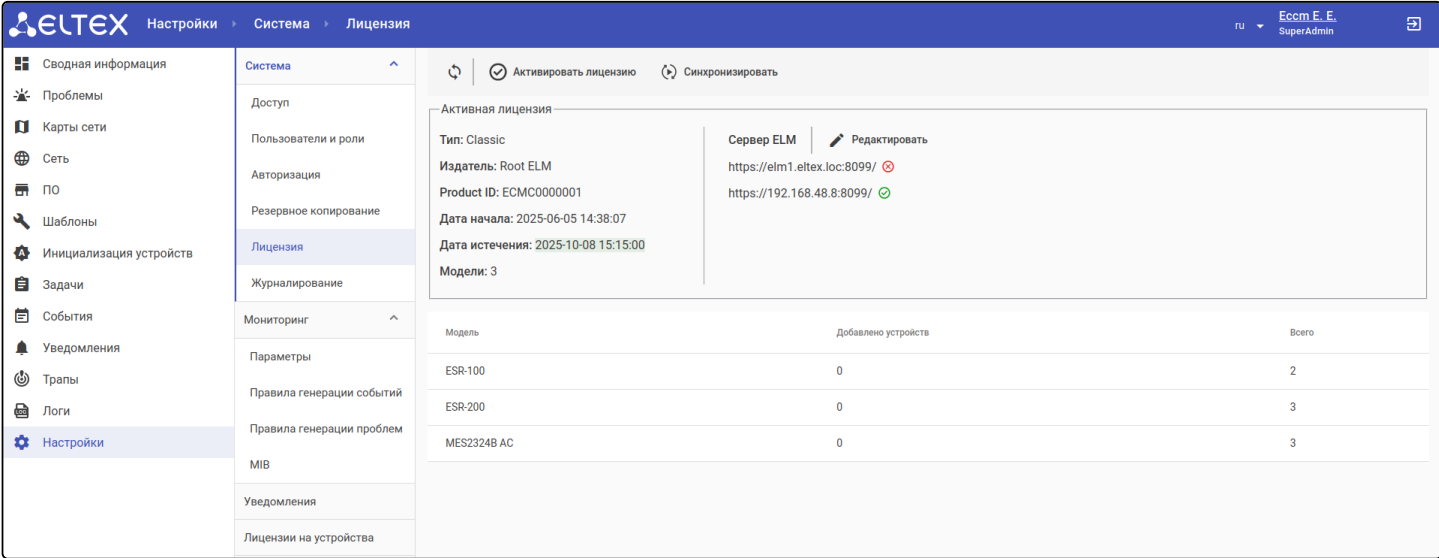 ELTEX Настройки Система Лицензия ru Eccm E. E.
SuperAdmin
Сводная информация
Проблемы
Карты сети
Сеть
ПО
Шаблоны
Инициализация устройств
Задачи
События
Уведомления
Трапы
Логи
Настройки
Система
Доступ
Пользователи и роли
Авторизация
Резервное копирование
Лицензия
Журналирование
Мониторинг
Параметры
Правила генерации событий
Правила генерации проблем
MIB
Уведомления
Лицензии на устройства
Активировать лицензию Синхронизировать
Активная лицензия
Тип: Classic
Издатель: Root ELM
Product ID: ECMC0000001
Дата начала: 2025-06-05 14:38:07
Дата истечения: 2025-10-08 15:15:00
Модели: 3
Сервер ELM Редактировать
https://elm1.eltex.loc:8099/
https://192.168.48.8:8099/
Модель Добавлено устройств Всего
ESR-100 0 2
ESR-200 0 3
MES2324B AC 0 3